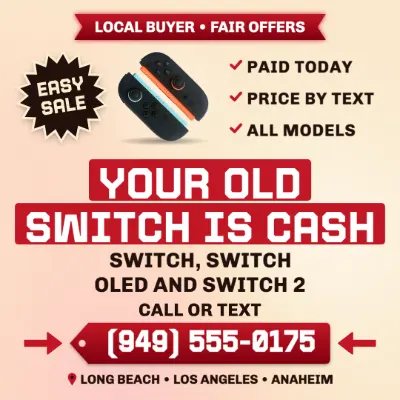 LOCAL BUYER • FAIR OFFERS
EASY
SALE
PAID TODAY
PRICE BY TEXT
ALL MODELS
YOUR OLD
SWITCH IS CASH
SWITCH, SWITCH
OLED AND SWITCH 2
CALL OR TEXT
(949) 555-0175
LONG BEACH • LOS ANGELES • ANAHEIM